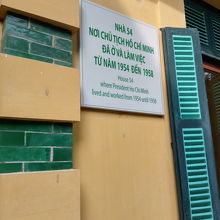 NHÀ 54
NƠI CHỦ TỊCH HỒ CHÍ MINH
ĐÃ Ở VÀ LÀM VIỆC
TỪ NĂM 1954 ĐẾN 1958
House 54
where President Ho Chi Minh
lived and worked from 1954 until 1958